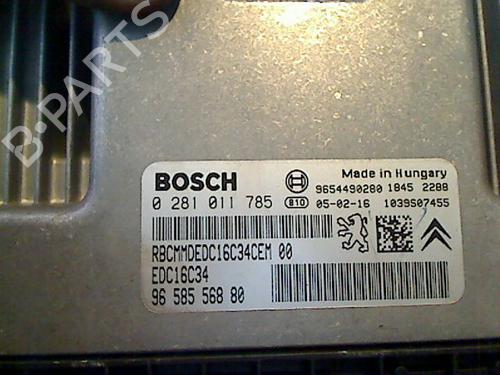 B-PARTS
Made in Hungary
BOSCH
9654490280 1845 2288
0 281 011 785
810
05-02-16 1039S07455
RBCMMDEDC16C34CEM 00
EDC16C34
96 585 568 80